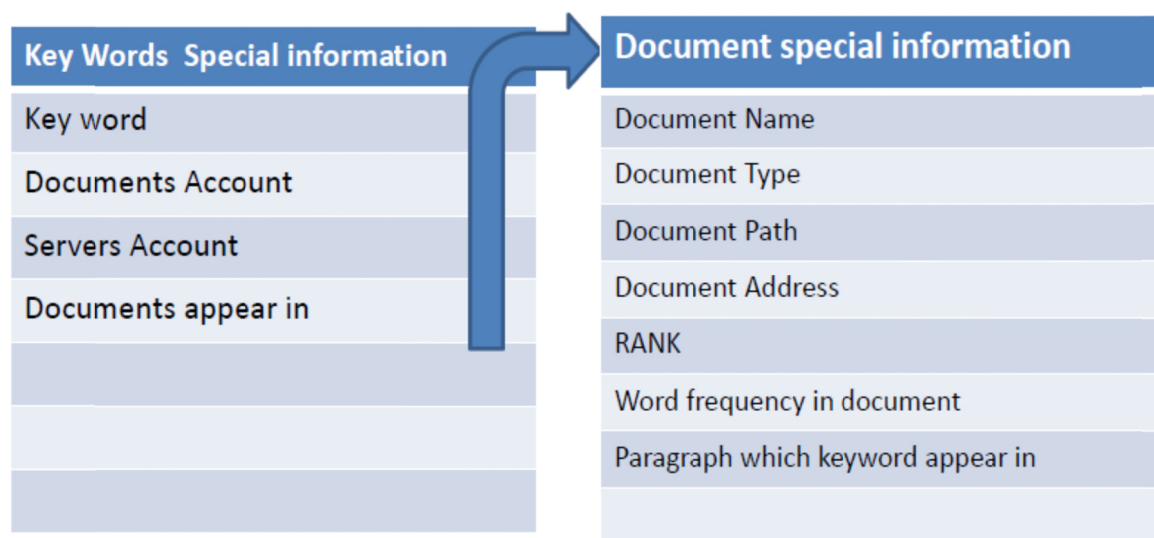 Key Words Special information
Key word
Documents Account
Servers Account
Documents appear in
Document special information
Document Name
Document Type
Document Path
Document Address
RANK
Word frequency in document
Paragraph which keyword appear in